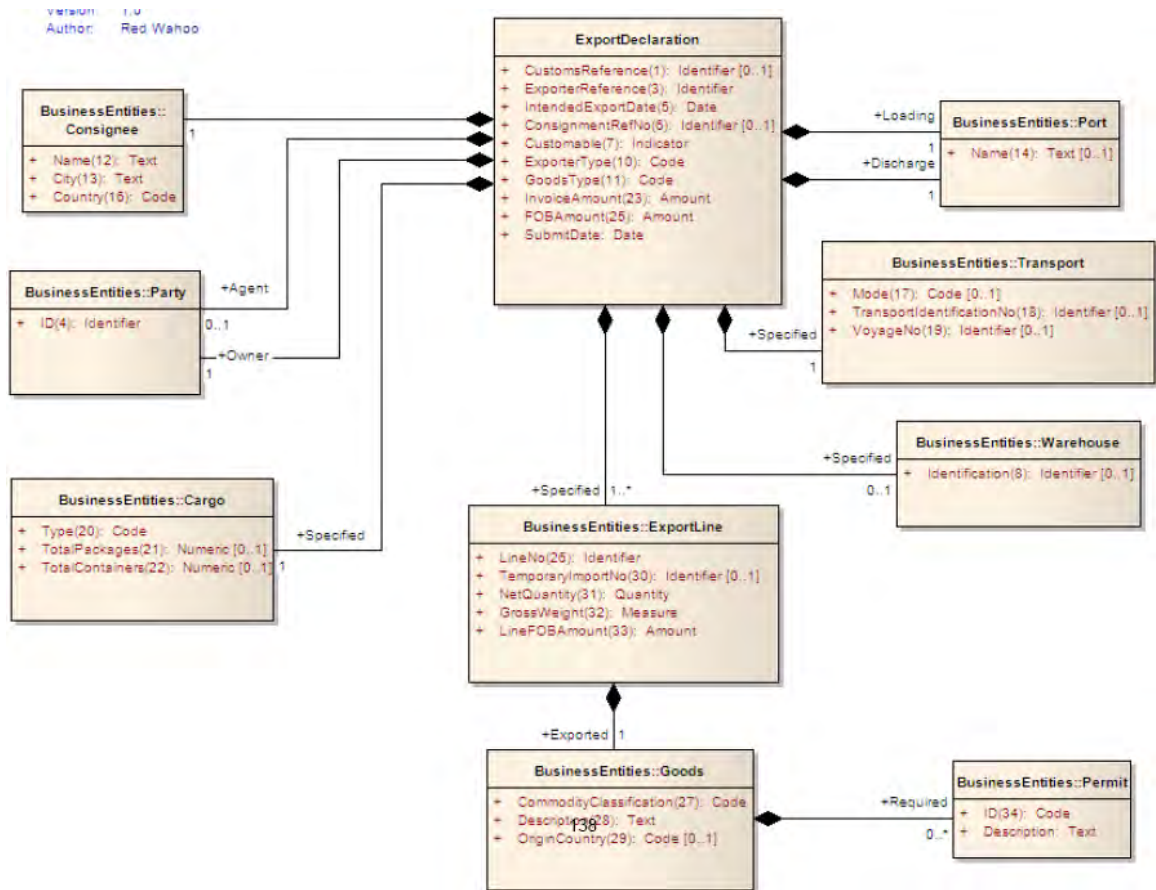 Version: 1.0
Author: Red Wahoo
ExportDeclaration
+ CustomsReference(1): Identifier [0..1]
+ ExporterReference(3): Identifier
+ IntendedExportDate(5): Date
+ ConsignmentRefNo(6): Identifier [0..1]
+ Customable(7): Indicator
+ ExporterType(10): Code
+ GoodsType(11): Code
+ InvoiceAmount(23): Amount
+ FOBAmount(25): Amount
+ SubmitDate: Date
BusinessEntities::
Consignee
+ Name(12): Text
+ City(13): Text
+ Country(16): Code
1
+Loading
1
+Discharge
1
BusinessEntities::Port
+ Name(14): Text [0..1]
BusinessEntities::Party
+ ID(4): Identifier
+Agent
0..1
+Owner
1
BusinessEntities::Transport
+ Mode(17): Code [0..1]
+ TransportIdentificationNo(18): Identifier [0..1]
+ VoyageNo(19): Identifier [0..1]
+Specified
1
BusinessEntities::Warehouse
+ Identification(8): Identifier [0..1]
+Specified
0..1
BusinessEntities::Cargo
+ Type(20): Code
+ TotalPackages(21): Numeric [0..1]
+ TotalContainers(22): Numeric [0..1]
+Specified
1
+Specified 1..*
BusinessEntities::ExportLine
+ LineNo(26): Identifier
+ TemporaryImportNo(30): Identifier [0..1]
+ NetQuantity(31): Quantity
+ GrossWeight(32): Measure
+ LineFOBAmount(33): Amount
+Exported 1
BusinessEntities::Goods
+ CommodityClassification(27): Code
+ Description(28): Text
+ OriginCountry(29): Code [0..1]
138
+Required
0..*
BusinessEntities::Permit
+ ID(34): Code
+ Description: Text